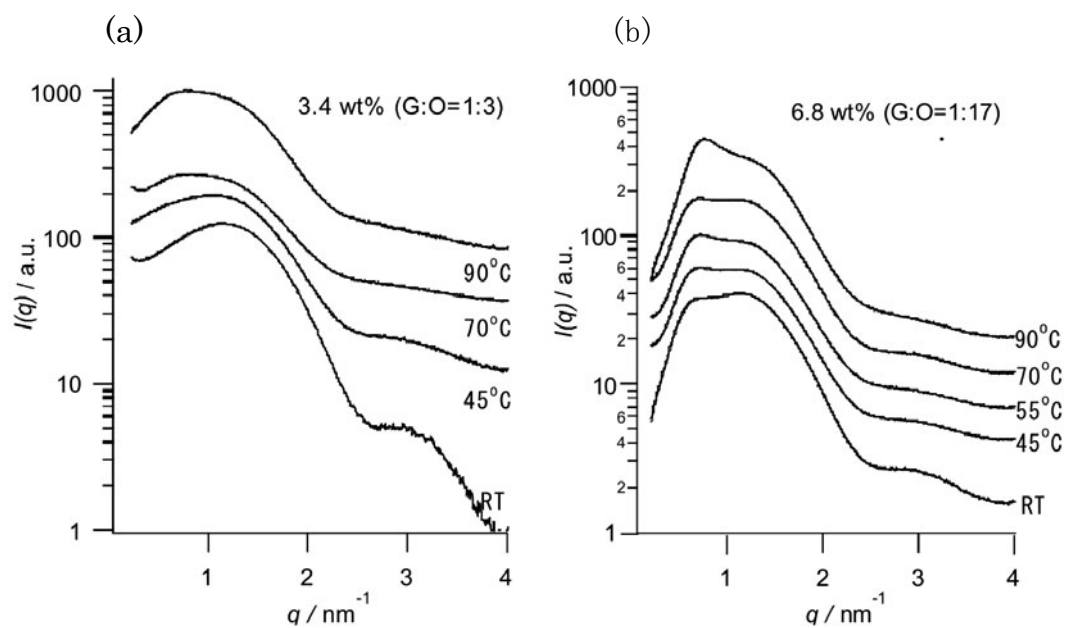 (a)
3.4 wt% (G:O=1:3)
1000
100
10
1
I(q) / a.u.
90°C
70°C
45°C
RT
1 2 3 4
q / nm⁻¹
(b)
6.8 wt% (G:O=1:17)
1000
6
4
2
100
6
4
2
10
6
4
2
1
I(q) / a.u.
90°C
70°C
55°C
45°C
RT
1 2 3 4
q / nm⁻¹